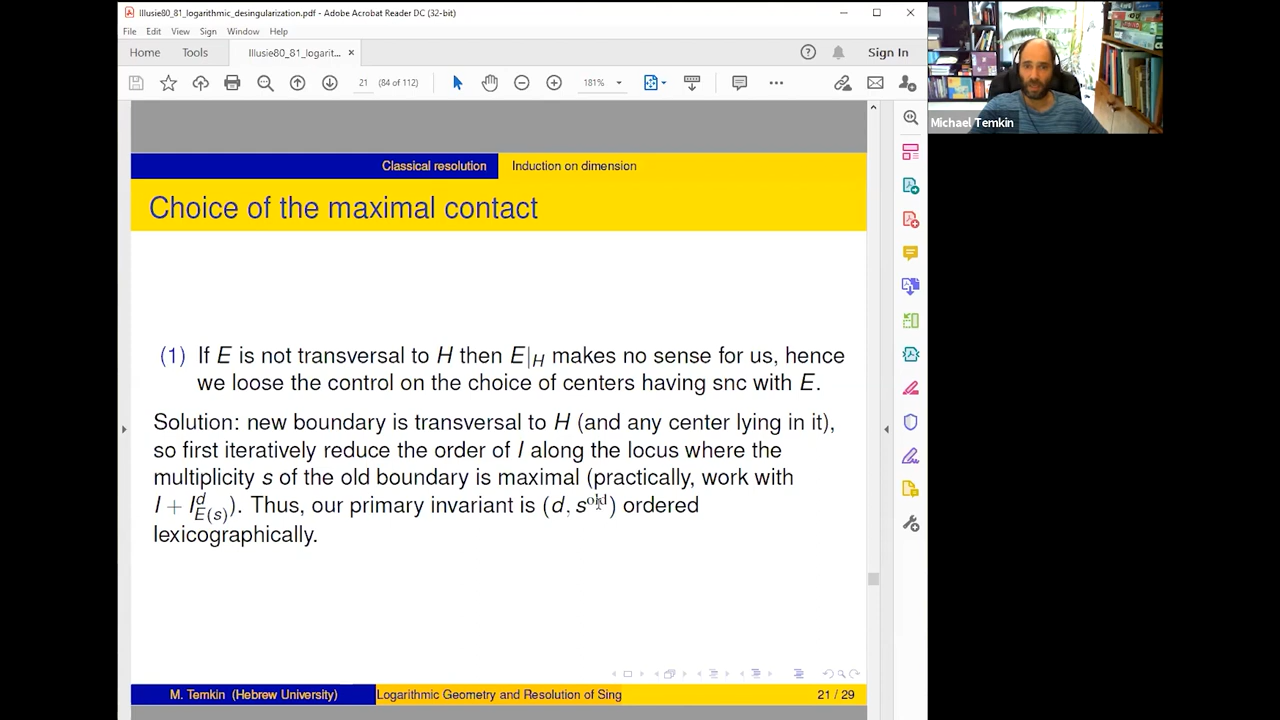 Illusie80_81_logarithmic_desingularization.pdf - Adobe Acrobat Reader DC (32-bit)
File Edit View Sign Window Help
Home Tools Illusie80_81_logarit... × Sign In
21 (84 of 112) 181%
Michael Temkin
Classical resolution Induction on dimension
Choice of the maximal contact
(1) If E is not transversal to H then E|_H makes no sense for us, hence
we loose the control on the choice of centers having snc with E.
Solution: new boundary is transversal to H (and any center lying in it),
so first iteratively reduce the order of I along the locus where the
multiplicity s of the old boundary is maximal (practically, work with
I + I^d_{E(s)}). Thus, our primary invariant is (d, s^old) ordered
lexicographically.
M. Temkin (Hebrew University) Logarithmic Geometry and Resolution of Sing 21 / 29